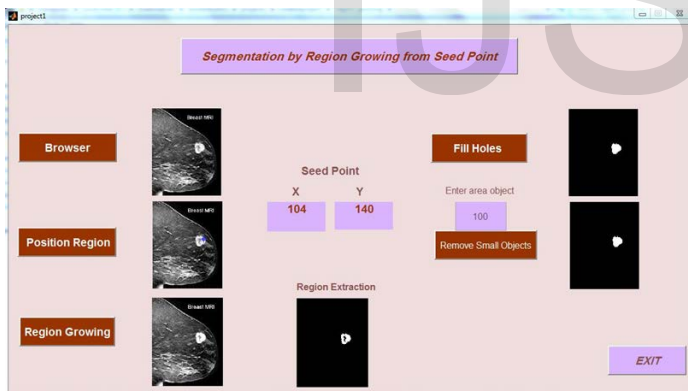 project1
Segmentation by Region Growing from Seed Point
Browser
Breast MRI
Fill Holes
Seed Point
X Y
104 140
Enter area object
100
Position Region
Breast MRI
Remove Small Objects
Region Extraction
Region Growing
Breast MRI
EXIT